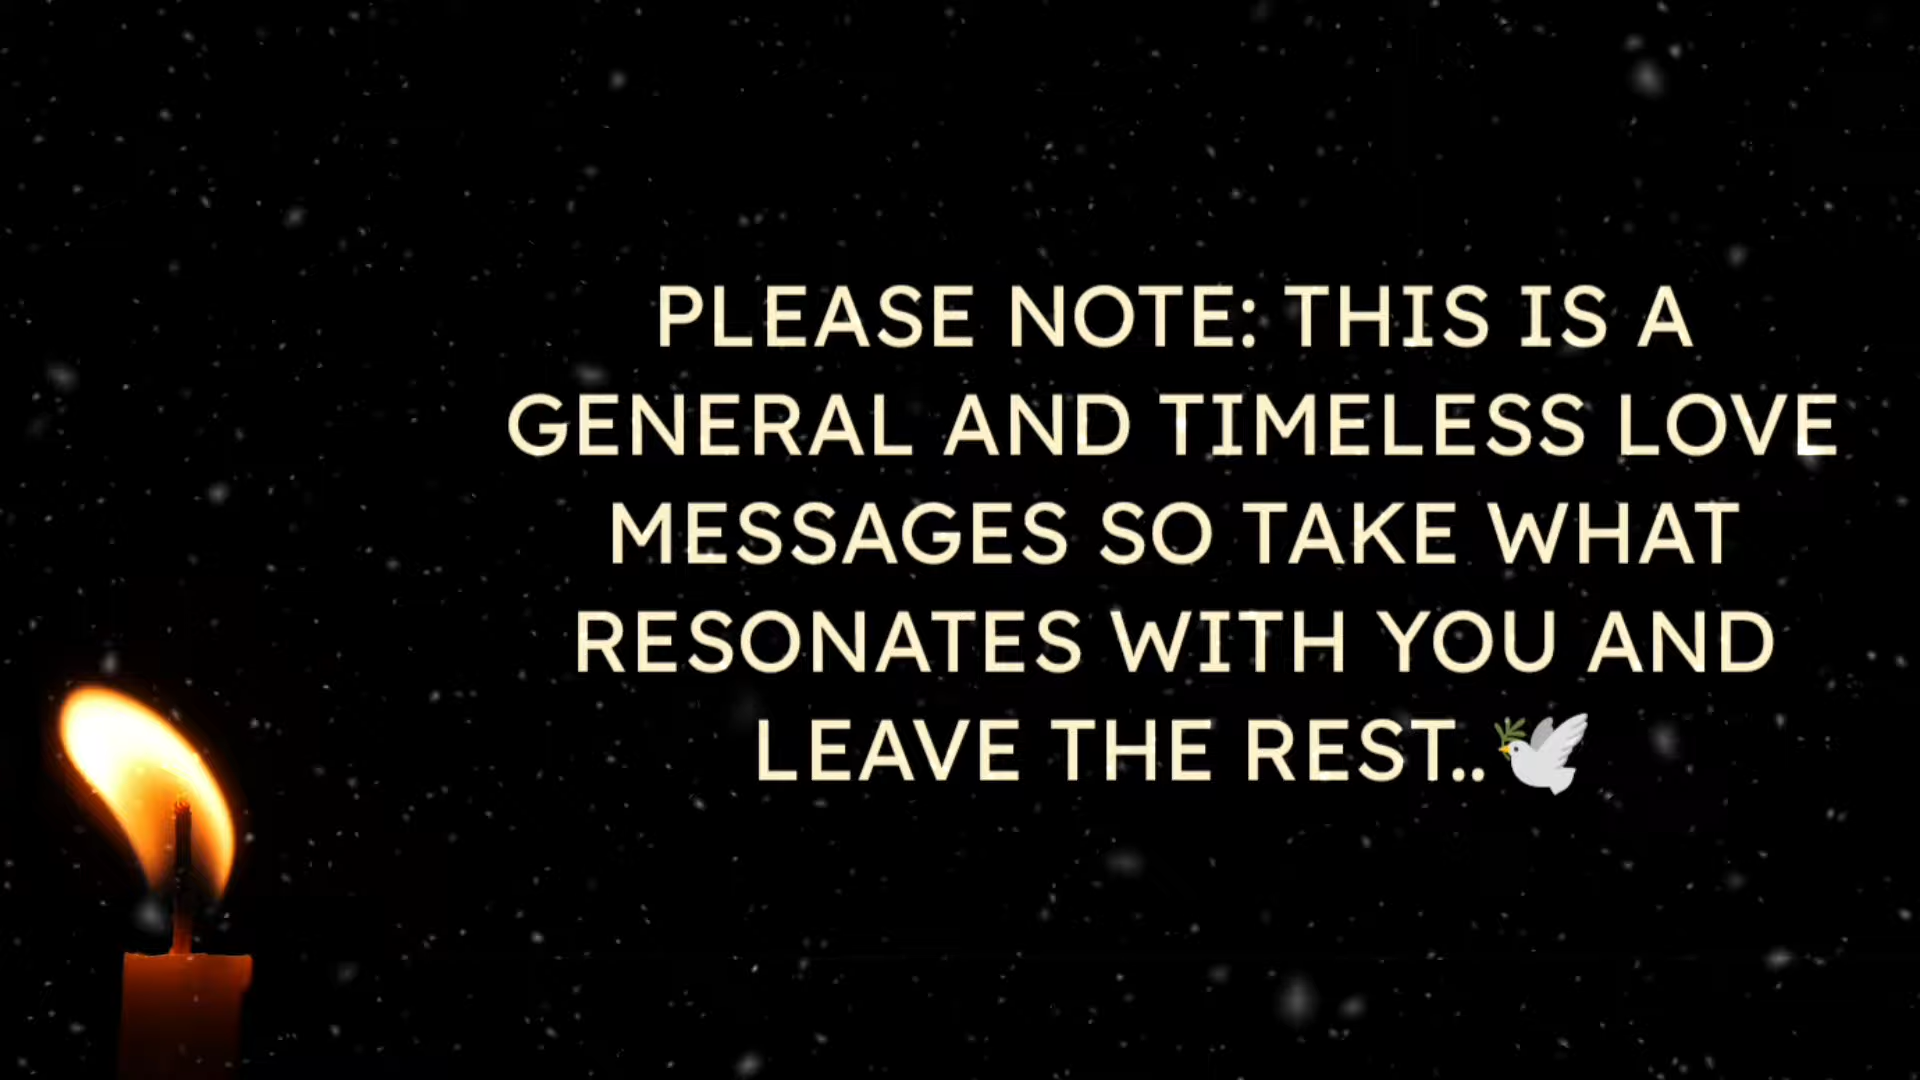 PLEASE NOTE: THIS IS A
GENERAL AND TIMELESS LOVE
MESSAGES SO TAKE WHAT
RESONATES WITH YOU AND
LEAVE THE REST..🕊️